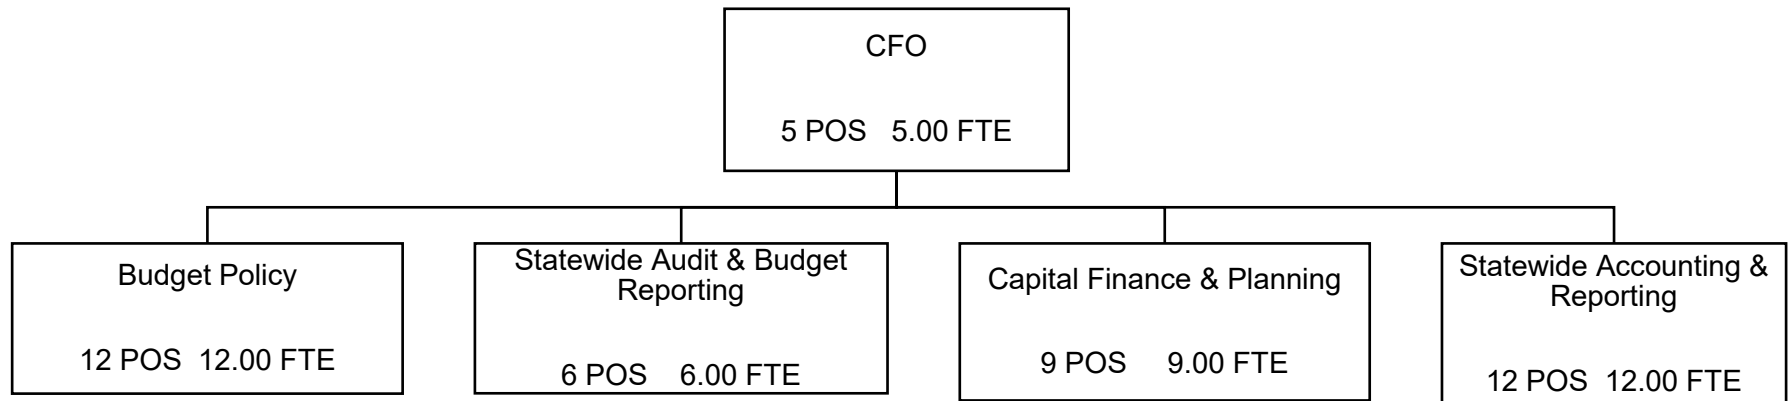 CFO
5 POS 5.00 FTE
Budget Policy
12 POS 12.00 FTE
Statewide Audit & Budget
Reporting
6 POS 6.00 FTE
Capital Finance & Planning
9 POS 9.00 FTE
Statewide Accounting &
Reporting
12 POS 12.00 FTE